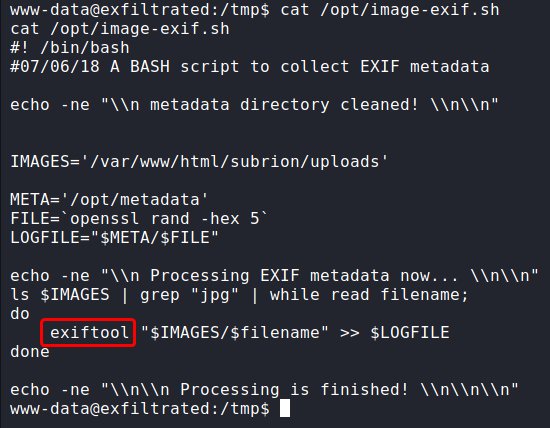 www-data@exfiltrated:/tmp$ cat /opt/image-exif.sh
cat /opt/image-exif.sh
#! /bin/bash
#07/06/18 A BASH script to collect EXIF metadata
echo -ne "\\n metadata directory cleaned! \\n\\n"
IMAGES='/var/www/html/subrion/uploads'
META='/opt/metadata'
FILE=`openssl rand -hex 5`
LOGFILE="$META/$FILE"
echo -ne "\\n Processing EXIF metadata now... \\n\\n"
ls $IMAGES | grep "jpg" | while read filename;
do
exiftool "$IMAGES/$filename" >> $LOGFILE
done
echo -ne "\\n\\n Processing is finished! \\n\\n\\n"
www-data@exfiltrated:/tmp$